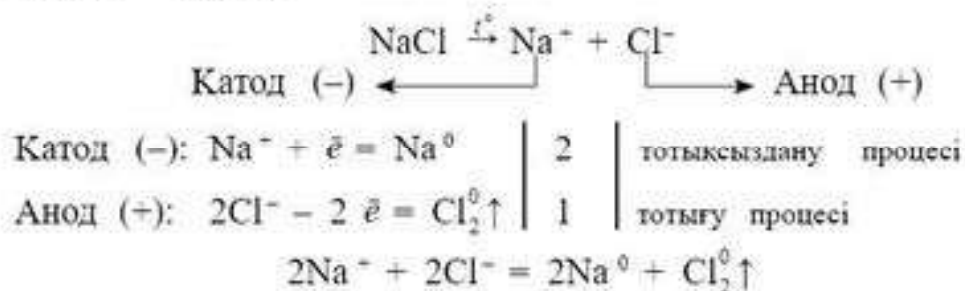 NaCl t° → Na⁺ + Cl⁻
Катод (–) ← → Анод (+)
Катод (–): Na⁺ + ē = Na⁰ | 2 | тотықсыздану процесі
Анод (+): 2Cl⁻ – 2 ē = Cl₂⁰↑ | 1 | тотығу процесі
2Na⁺ + 2Cl⁻ = 2Na⁰ + Cl₂⁰↑